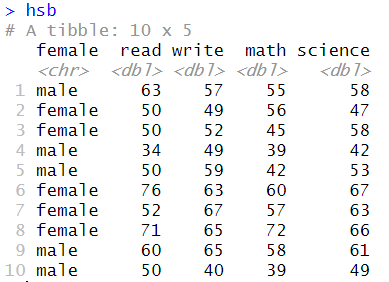 > hsb
# A tibble: 10 x 5
female read write math science
<chr> <dbl> <dbl> <dbl> <dbl>
1 male 63 57 55 58
2 female 50 49 56 47
3 female 50 52 45 58
4 male 34 49 39 42
5 male 50 59 42 53
6 female 76 63 60 67
7 female 52 67 57 63
8 female 71 65 72 66
9 male 60 65 58 61
10 male 50 40 39 49